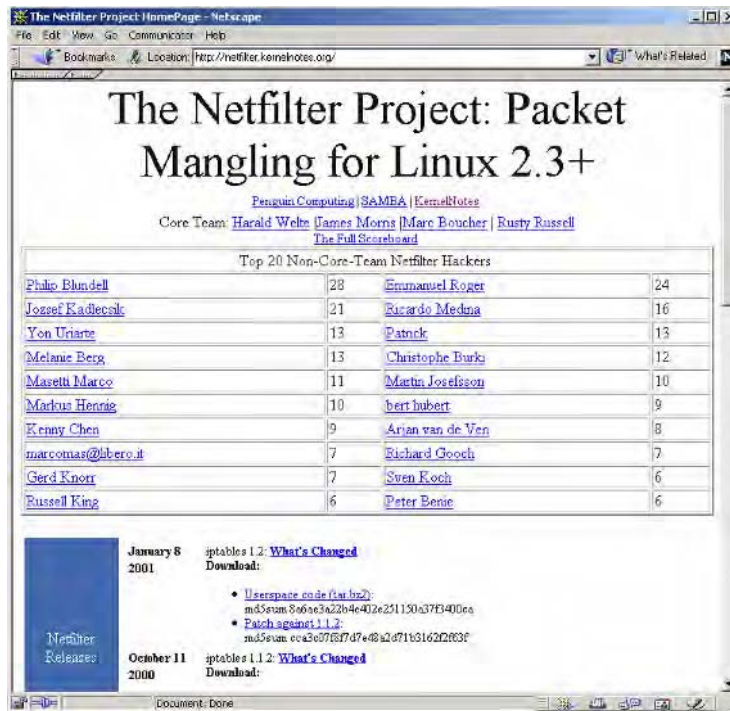 The Netfilter Project HomePage - Netscape
File Edit View Go Communicator Help
Bookmarks Location: http://netfilter.kernelnotes.org/ What's Related
The Netfilter Project: Packet
Mangling for Linux 2.3+
Penguin Computing | SAMBA | KernelNotes
Core Team: Harald Welte | James Morris | Marc Boucher | Rusty Russell
The Full Scoreboard
Top 20 Non-Core-Team Netfilter Hackers
Philip Blundell 28 Emmanuel Roger 24
Jozsef Kadlecsik 21 Ricardo Medina 16
Yon Uriarte 13 Patrick 13
Melanie Berg 13 Christophe Burki 12
Masetti Marco 11 Martin Josefsson 10
Markus Hennig 10 bert hubert 9
Kenny Chen 9 Arjan van de Ven 8
marcomas@libero.it 7 Richard Gooch 7
Gerd Knorr 7 Sven Koch 6
Russell King 6 Peter Benie 6
Netfilter
Releases
January 8
2001
iptables 1.2: What's Changed
Download:
• Userspace code (tar.bz2):
md5sum
• Patch against 1.1.2:
md5sum
October 11
2000
iptables 1.1.2: What's Changed
Download:
Document: Done